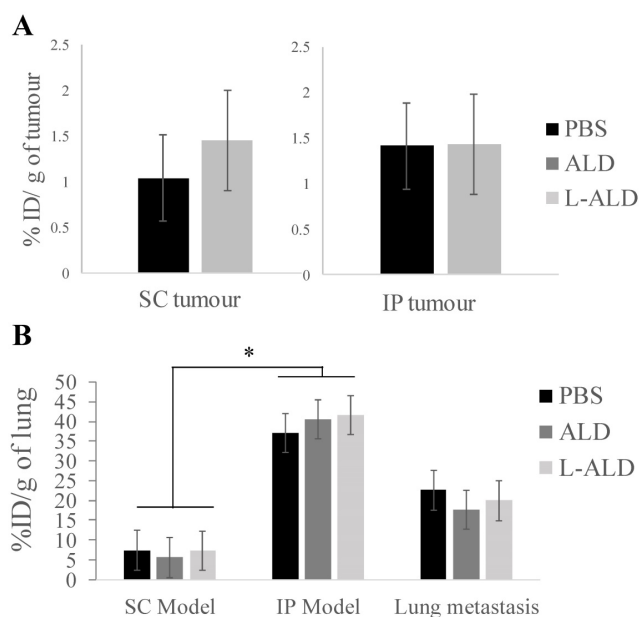 A
2.5
2
1.5
1
0.5
0
% ID/ g of tumour
SC tumour
2.5
2
1.5
1
0.5
0
IP tumour
PBS
ALD
L-ALD
B
*
50
45
40
35
30
25
20
15
10
5
0
%ID/g of lung
SC Model
IP Model
Lung metastasis
PBS
ALD
L-ALD